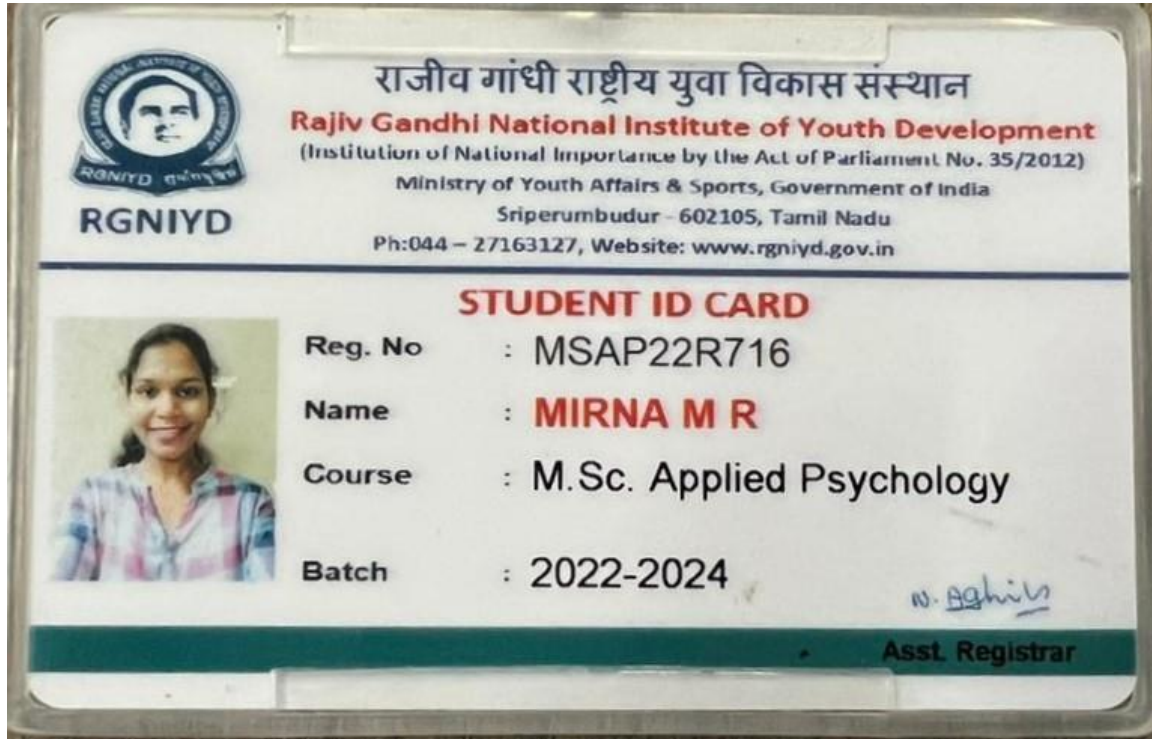 राजीव गांधी राष्ट्रीय युवा विकास संस्थान
Rajiv Gandhi National Institute of Youth Development
(Institution of National Importance by the Act of Parliament No. 35/2012)
Ministry of Youth Affairs & Sports, Government of India
Sriperumbudur - 602105, Tamil Nadu
Ph:044 – 27163127, Website: www.rgniyd.gov.in
RGNIYD
RGNIYD
STUDENT ID CARD
Reg. No : MSAP22R716
Name : MIRNA M R
Course : M.Sc. Applied Psychology
Batch : 2022-2024
Asst. Registrar